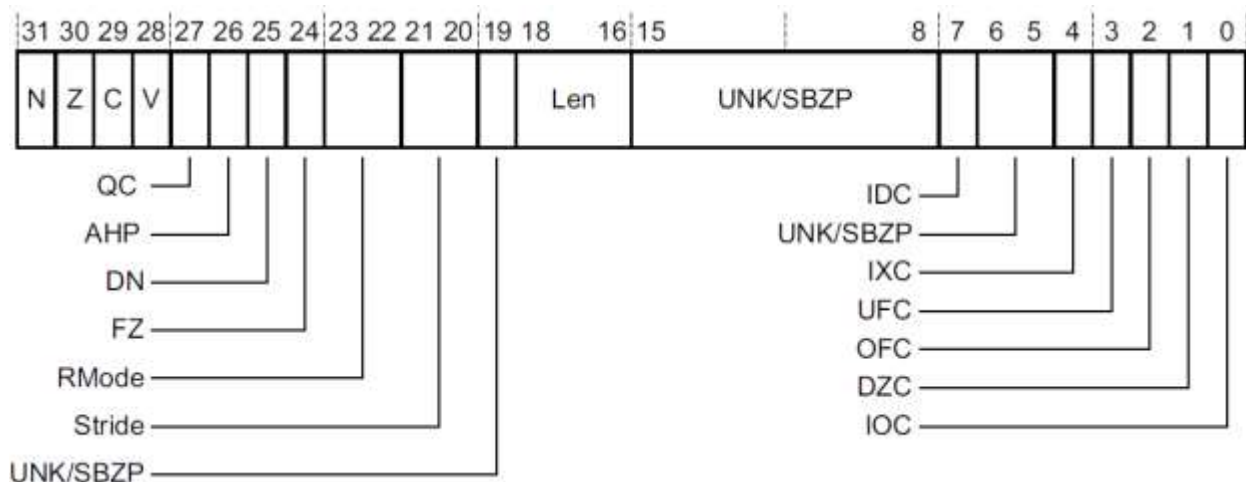 31 30 29 28 27 26 25 24 23 22 21 20 19 18 16 15 8 7 6 5 4 3 2 1 0
N Z C V Len UNK/SBZP
QC
AHP
DN
FZ
RMode
Stride
UNK/SBZP
IDC
UNK/SBZP
IXC
UFC
OFC
DZC
IOC